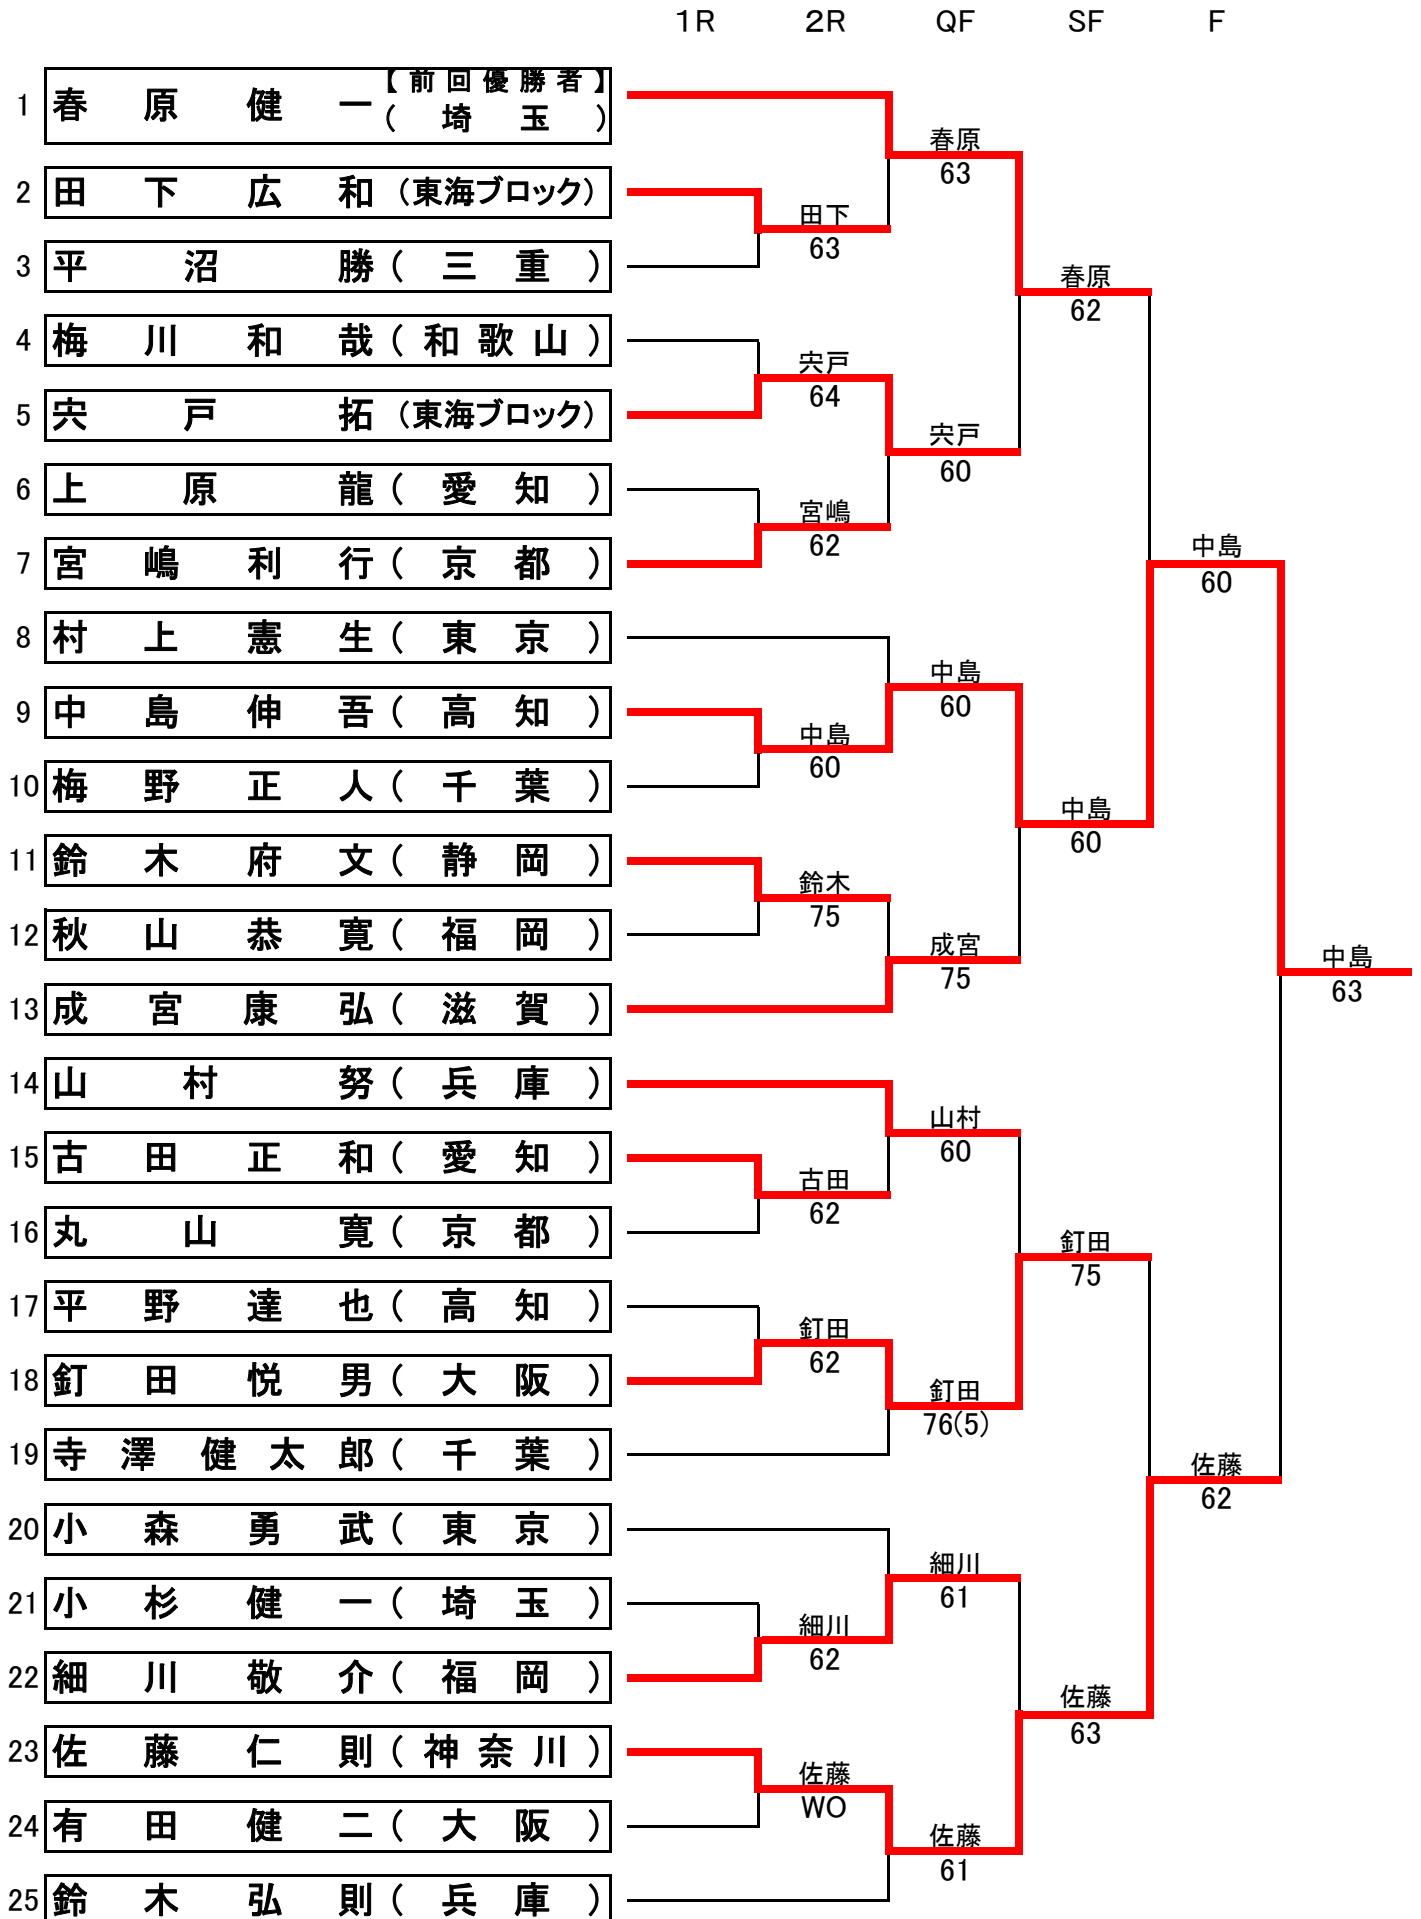 1R 2R QF SF F
1 春原健一 【前回優勝者】 (埼玉)
2 田下広和 (東海ブロック)
3 平沼勝 (三重)
4 梅川和哉 (和歌山)
5 宍戸拓 (東海ブロック)
6 上原龍 (愛知)
7 宮嶋利行 (京都)
8 村上憲生 (東京)
9 中島伸吾 (高知)
10 梅野正人 (千葉)
11 鈴木府文 (静岡)
12 秋山恭寛 (福岡)
13 成宮康弘 (滋賀)
14 山村努 (兵庫)
15 古田正和 (愛知)
16 丸山寛 (京都)
17 平野達也 (高知)
18 釘田悦男 (大阪)
19 寺澤健太郎 (千葉)
20 小森勇武 (東京)
21 小杉健一 (埼玉)
22 細川敬介 (福岡)
23 佐藤仁則 (神奈川)
24 有田健二 (大阪)
25 鈴木弘則 (兵庫)
田下
63
宍戸
64
宮嶋
62
中島
60
鈴木
75
古田
62
釘田
62
細川
62
佐藤
WO
春原
63
宍戸
60
中島
60
成宮
75
山村
60
釘田
76(5)
細川
61
佐藤
61
春原
62
中島
60
釘田
75
佐藤
63
中島
60
佐藤
62
中島
63